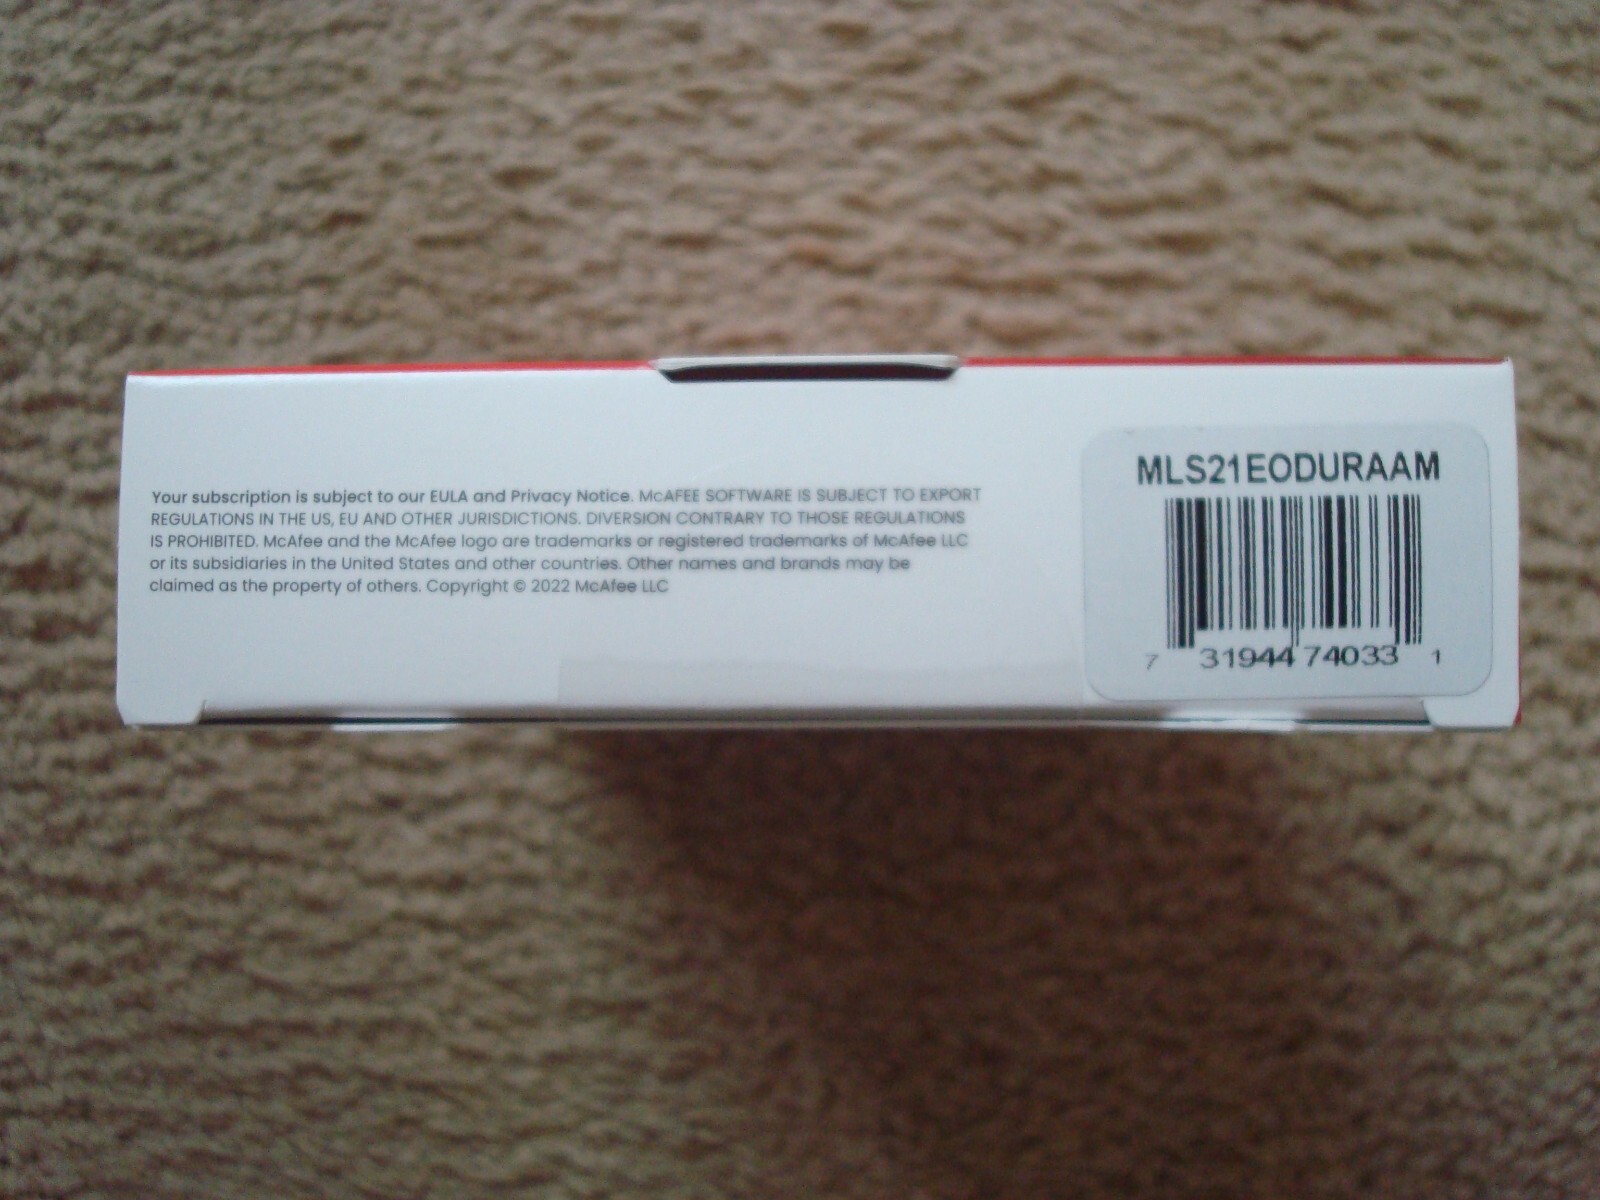 Your subscription is subject to our EULA and Privacy Notice. McAFEE SOFTWARE IS SUBJECT TO EXPORT
REGULATIONS IN THE US, EU AND OTHER JURISDICTIONS. DIVERSION CONTRARY TO THOSE REGULATIONS
IS PROHIBITED. McAfee and the McAfee logo are trademarks or registered trademarks of McAfee LLC
or its subsidiaries in the United States and other countries. Other names and brands may be
claimed as the property of others. Copyright © 2022 McAfee LLC
MLS21EODURAAM
7 31944 74033 1